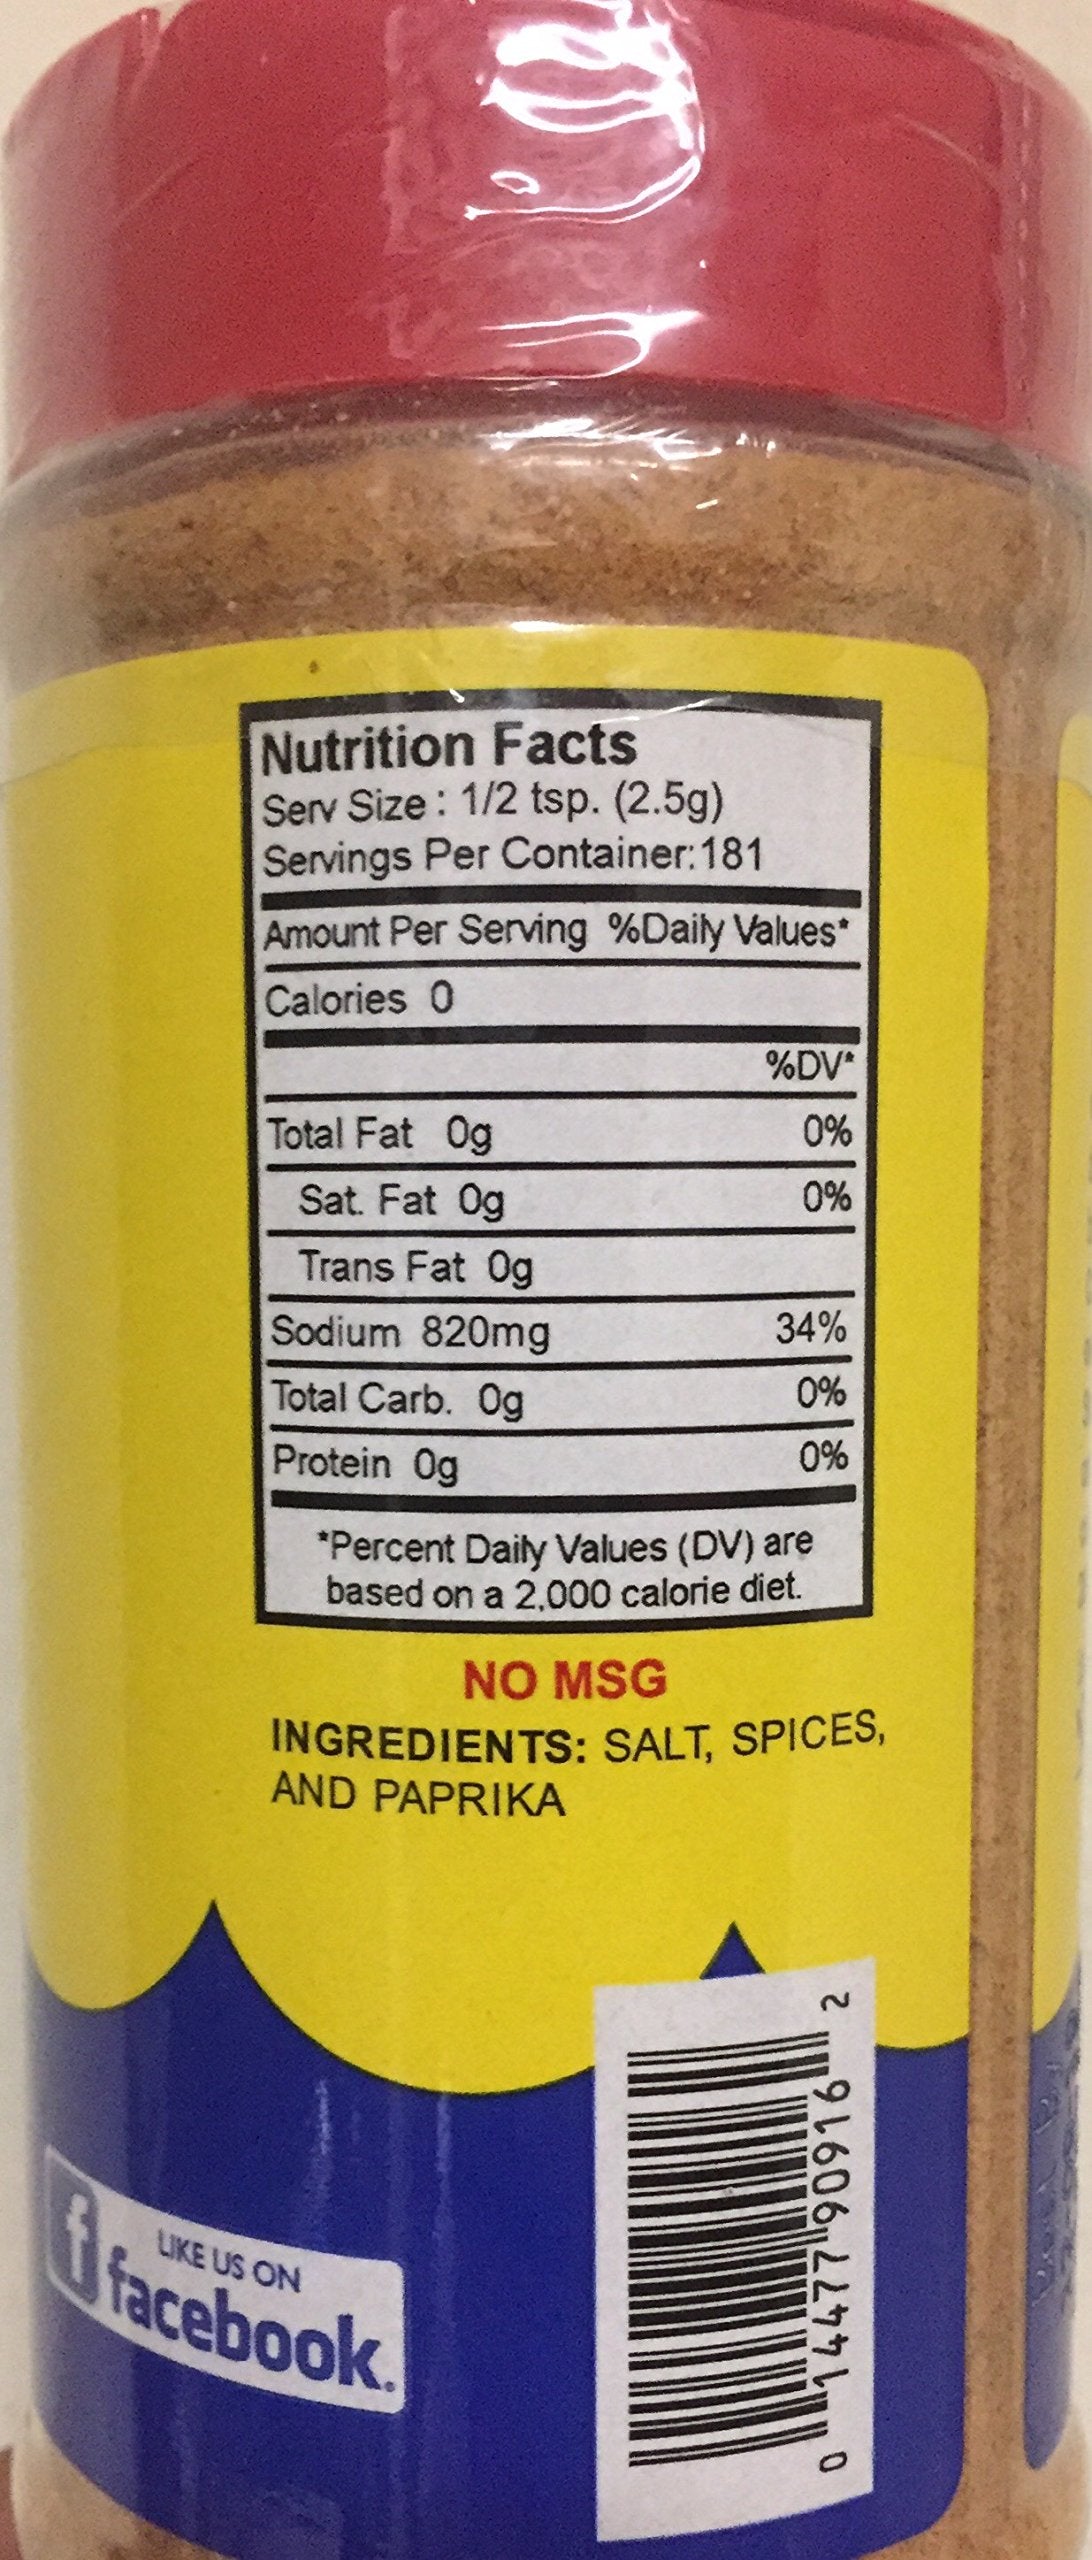 Nutrition Facts
Serv Size : 1/2 tsp. (2.5g)
Servings Per Container:181
Amount Per Serving %Daily Values*
Calories 0
%DV*
Total Fat 0g 0%
Sat. Fat 0g 0%
Trans Fat 0g
Sodium 820mg 34%
Total Carb. 0g 0%
Protein 0g 0%
*Percent Daily Values (DV) are
based on a 2,000 calorie diet.
NO MSG
INGREDIENTS: SALT, SPICES,
AND PAPRIKA
f
LIKE US ON
facebook.
0 14477 90916 2